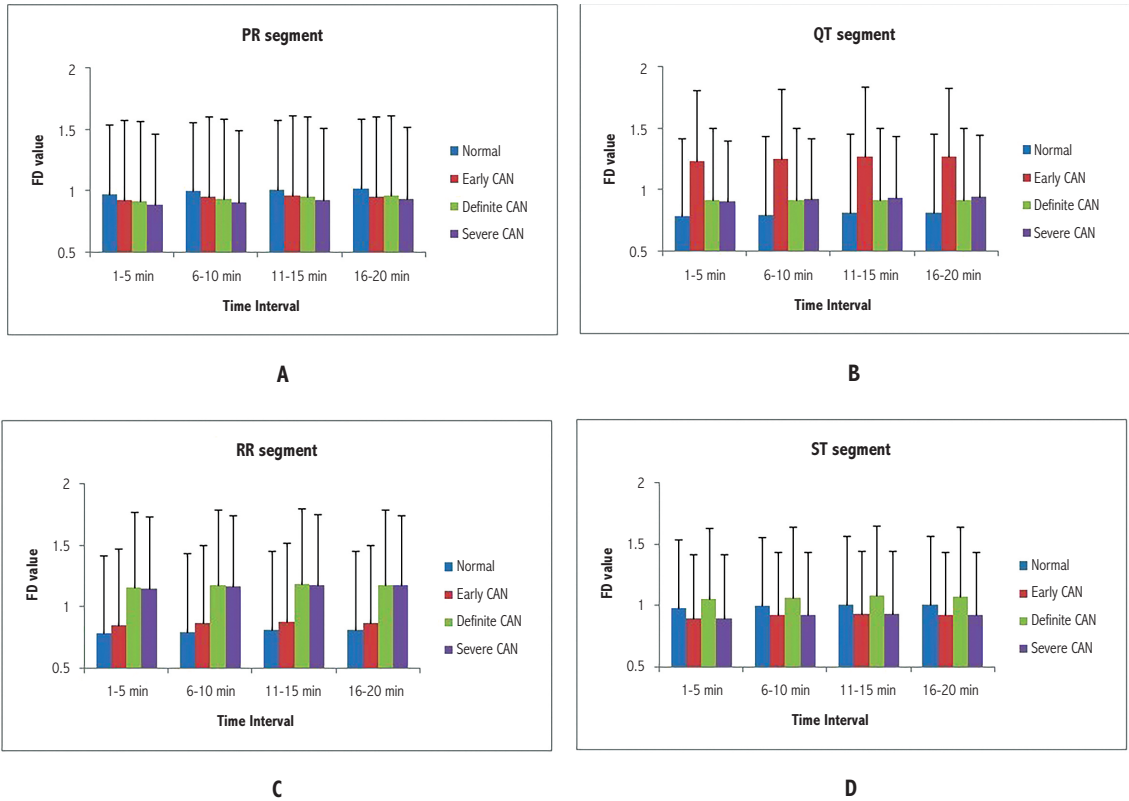 PR segment
2
1.5
1
0.5
FD value
1-5 min 6-10 min 11-15 min 16-20 min
Time Interval
Normal
Early CAN
Definite CAN
Severe CAN
A
QT segment
2
1.5
1
0.5
FD value
1-5 min 6-10 min 11-15 min 16-20 min
Time Interval
Normal
Early CAN
Definite CAN
Severe CAN
B
RR segment
2
1.5
1
0.5
FD value
1-5 min 6-10 min 11-15 min 16-20 min
Time Interval
Normal
Early CAN
Definite CAN
Severe CAN
C
ST segment
2
1.5
1
0.5
FD value
1-5 min 6-10 min 11-15 min 16-20 min
Time Interval
Normal
Early CAN
Definite CAN
Severe CAN
D